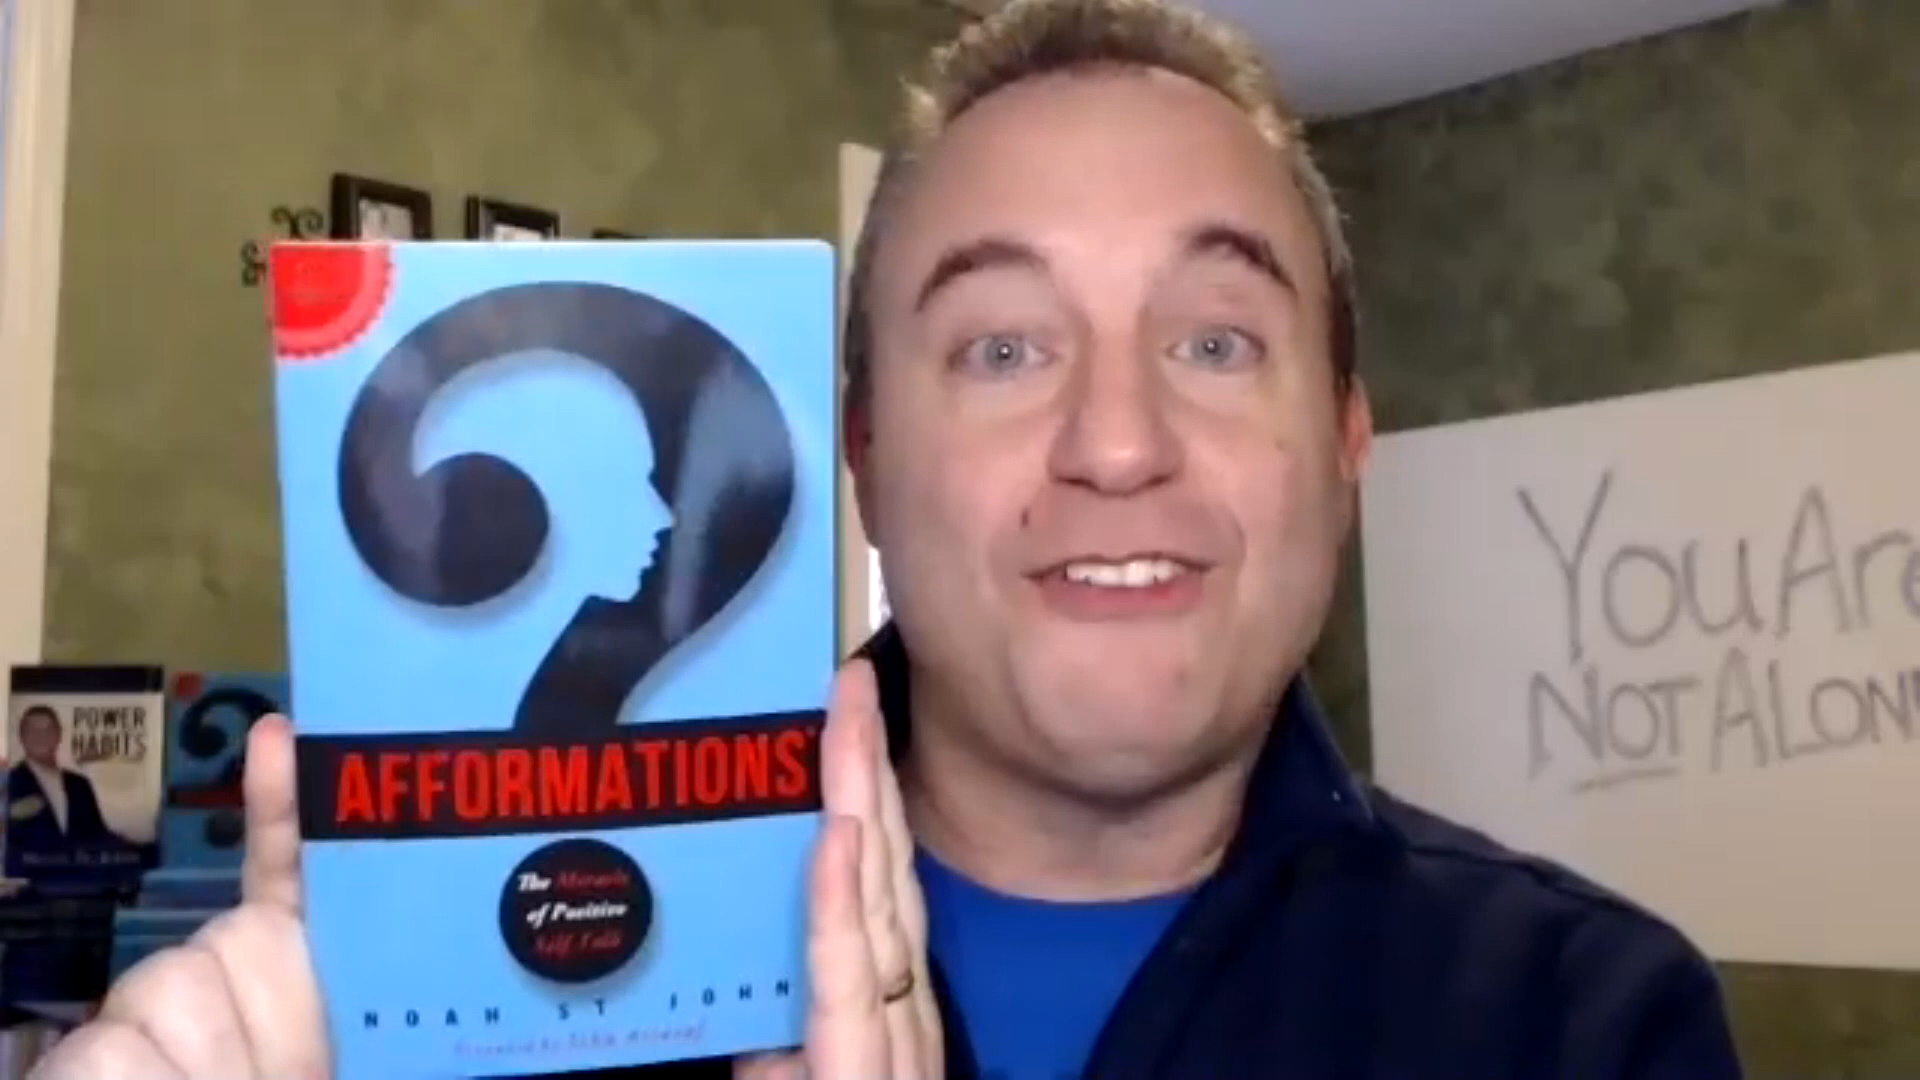 AFFORMATIONS
The Miracle
of Positive
Self-Talk
NOAH ST JOHN
POWER
HABITS
You Are
NOT ALON